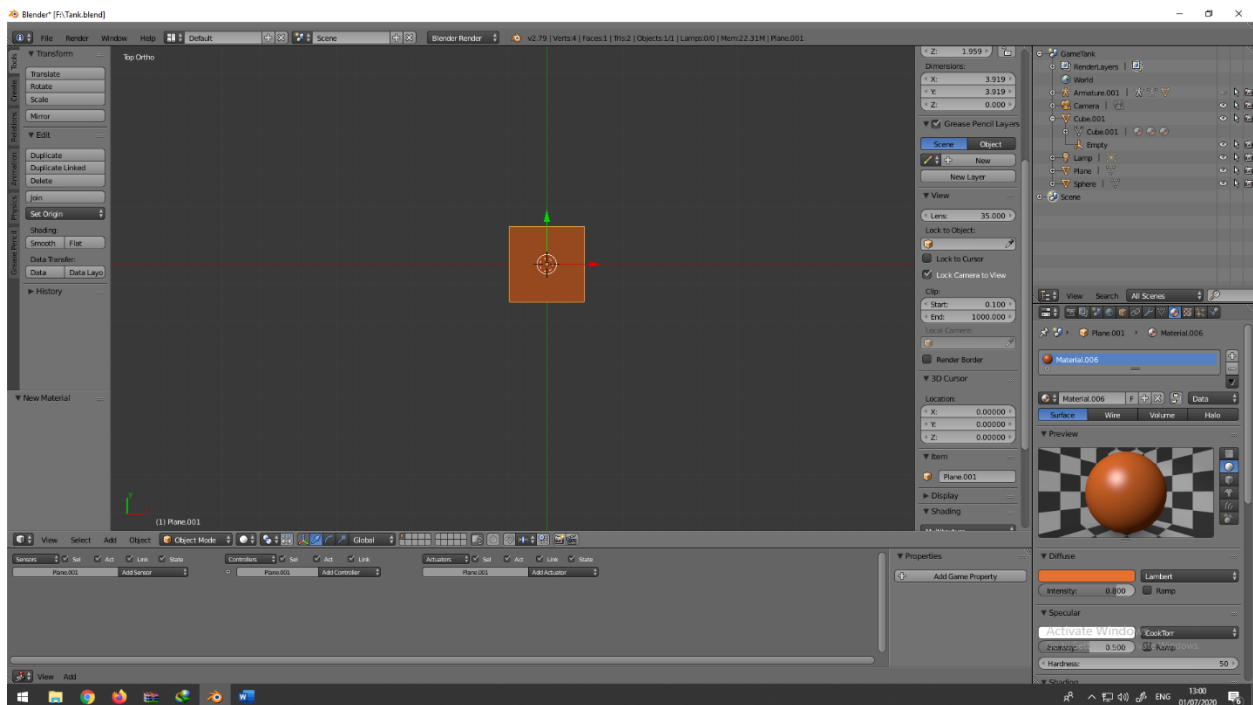 Blender* [F:\Tank.blend]
File Render Window Help Default Scene Blender Render v2.79 | Verts:4 | Faces:1 | Tris:2 | Objects:1/1 | Lamps:0/0 | Mem:22.31M | Plane.001
Tools
Create
Relations
Animation
Physics
Grease Pencil
Transform
Translate
Rotate
Scale
Mirror
Edit
Duplicate
Duplicate Linked
Delete
Join
Set Origin
Shading:
Smooth Flat
Data Transfer:
Data Data Layo
History
New Material
Top Ortho
(1) Plane.001
Z: 1.959
Dimensions:
X: 3.919
Y: 3.919
Z: 0.000
Grease Pencil Layers
Scene Object
New
New Layer
View
Lens: 35.000
Lock to Object:
Lock to Cursor
Lock Camera to View
Clip:
Start: 0.100
End: 1000.000
Local Camera:
Render Border
3D Cursor
Location:
X: 0.00000
Y: 0.00000
Z: 0.00000
Item
Plane.001
Display
Shading
GameTank
RenderLayers
World
Armature.001
Camera
Cube.001
Cube.001
Empty
Lamp
Plane
Sphere
Scene
View Search All Scenes
Plane.001 Material.006
Material.006
Material.006 F Data
Surface Wire Volume Halo
Preview
Diffuse
Lambert
Intensity: 0.800 Ramp
Specular
CookTorr
Intensity: 0.500 Ramp
Hardness: 50
Shading
Activate Windo
View Select Add Object Object Mode Global
Sensors Sel Act Link State Controllers Sel Act Link Actuators Sel Act Link State
Plane.001 Add Sensor Plane.001 Add Controller Plane.001 Add Actuator
Properties
Add Game Property
View Add
ENG
13:00
01/07/2020